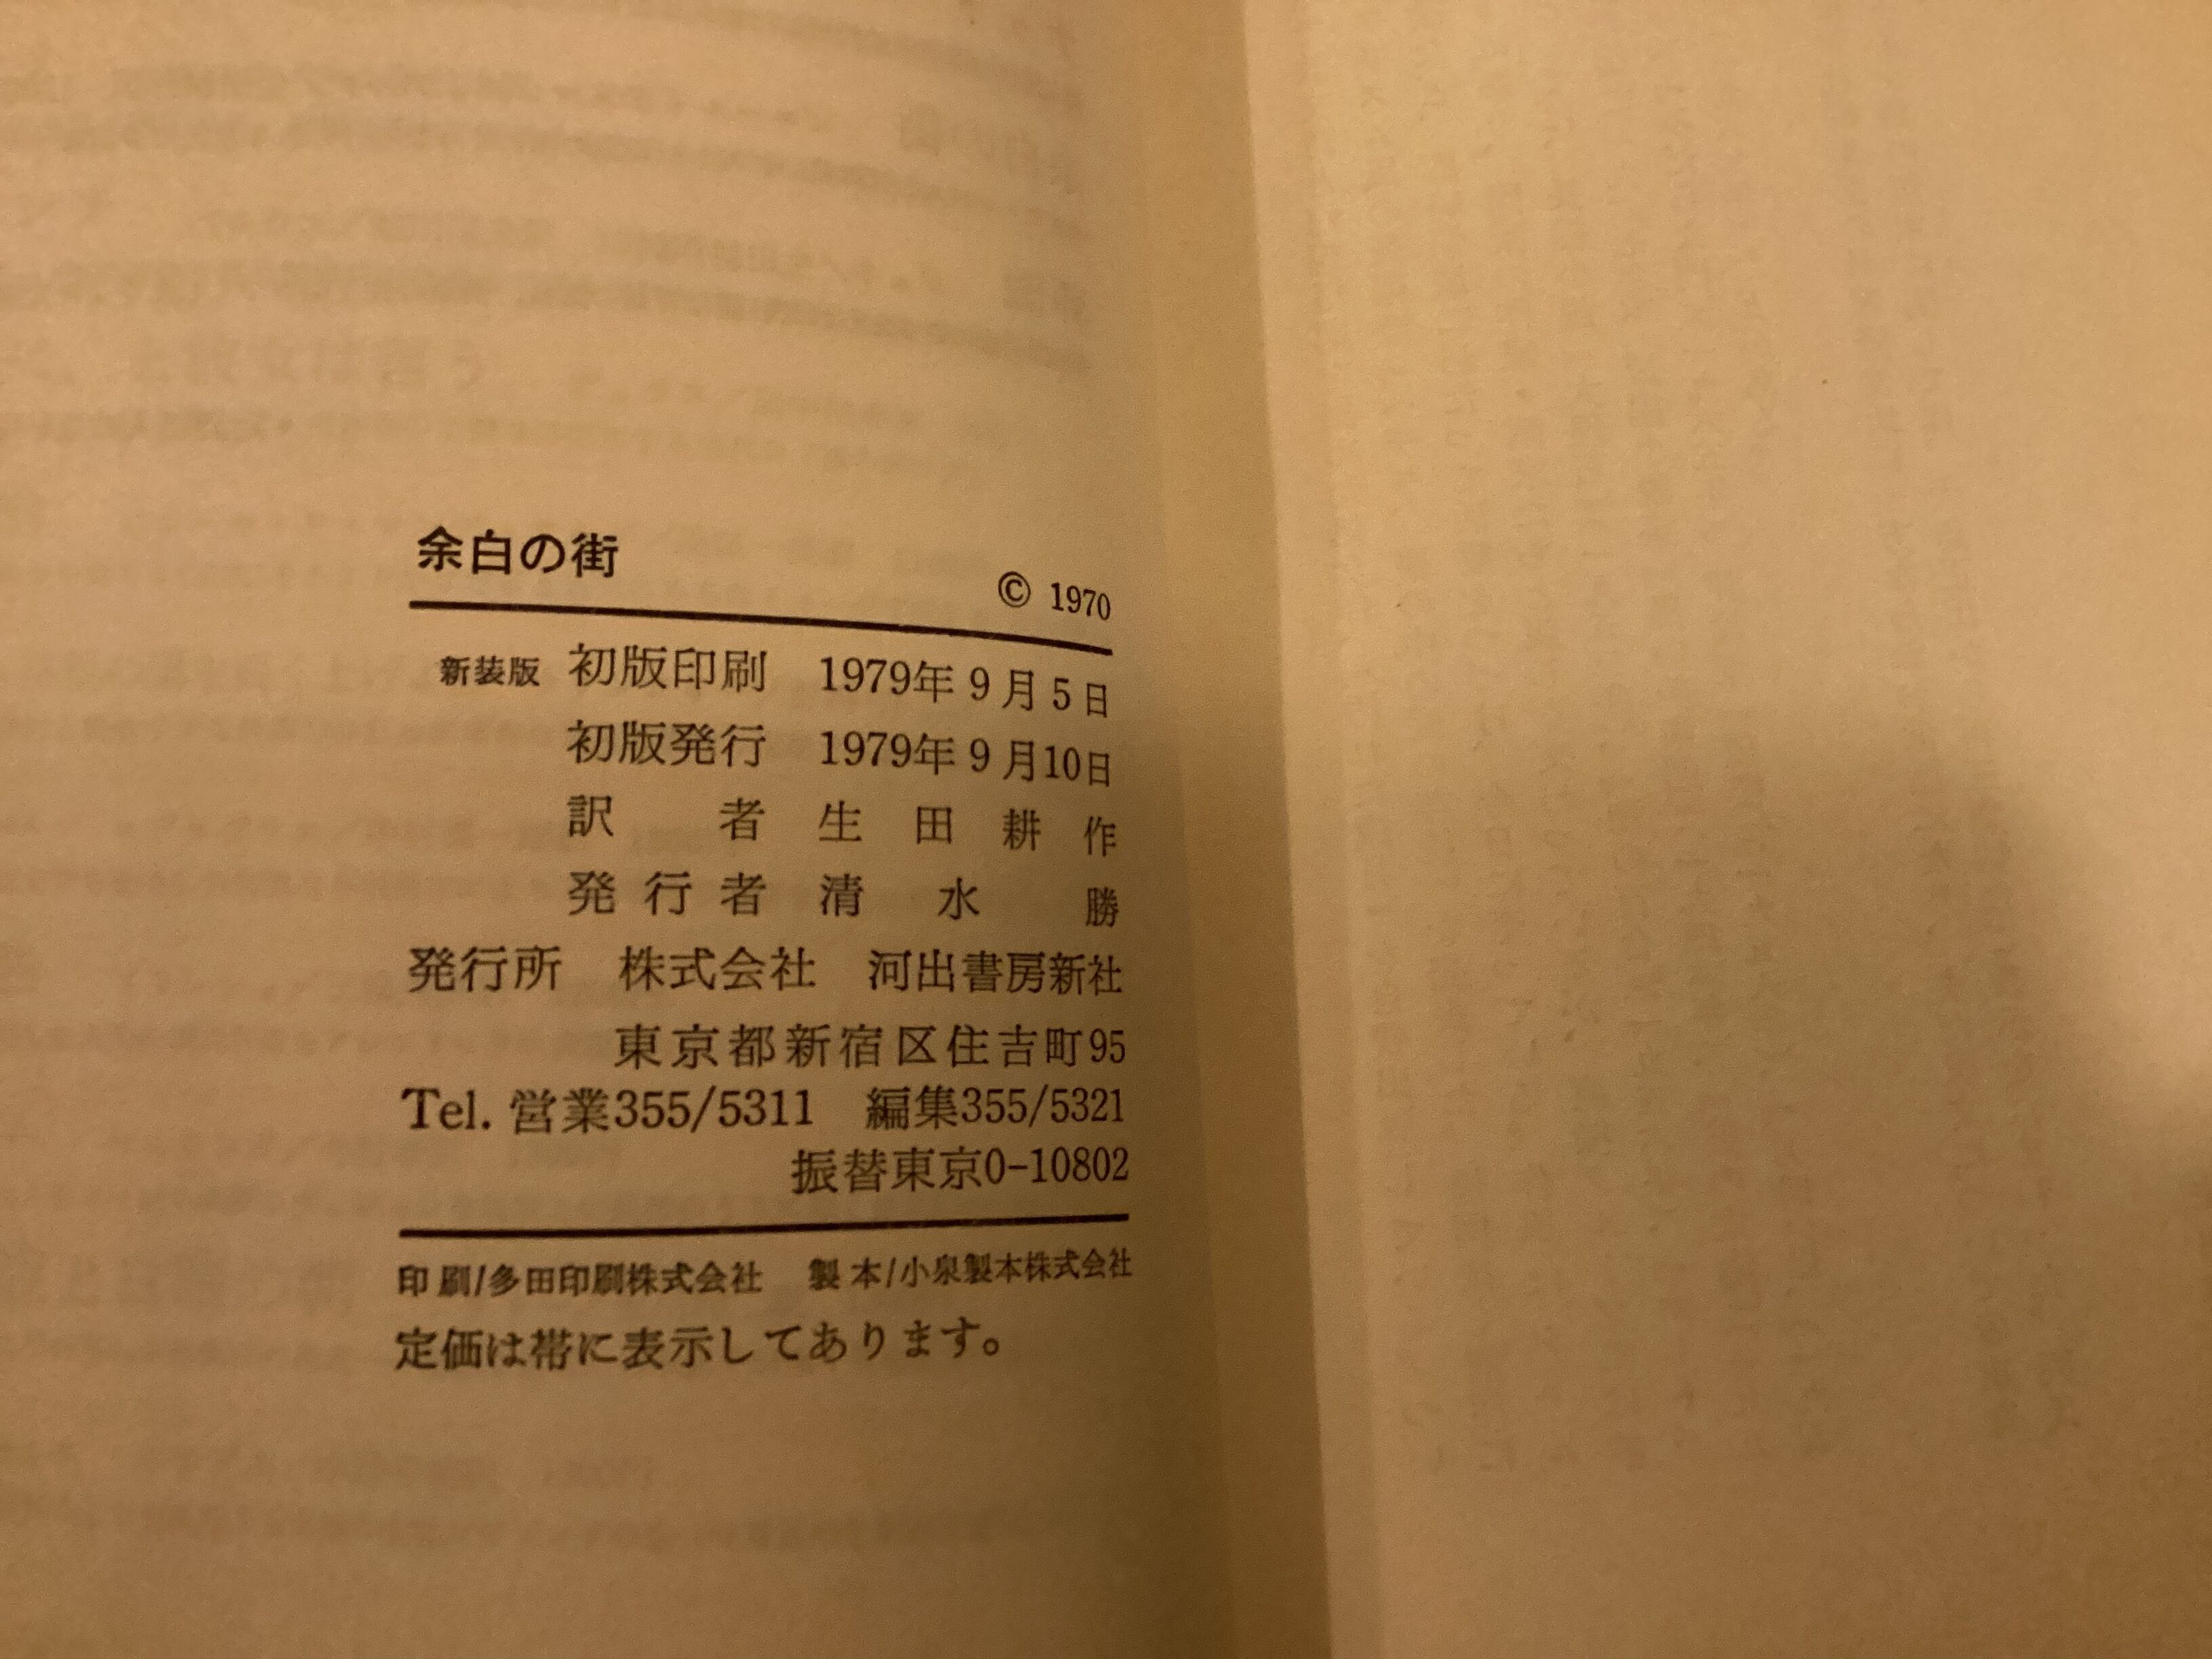 余白の街
© 1970
新装版 初版印刷 1979年9月5日
初版発行 1979年9月10日
訳者 生田耕作
発行者 清水勝
発行所 株式会社 河出書房新社
東京都新宿区住吉町95
Tel. 営業355/5311 編集355/5321
振替東京0-10802
印刷/多田印刷株式会社 製本/小泉製本株式会社
定価は帯に表示してあります。